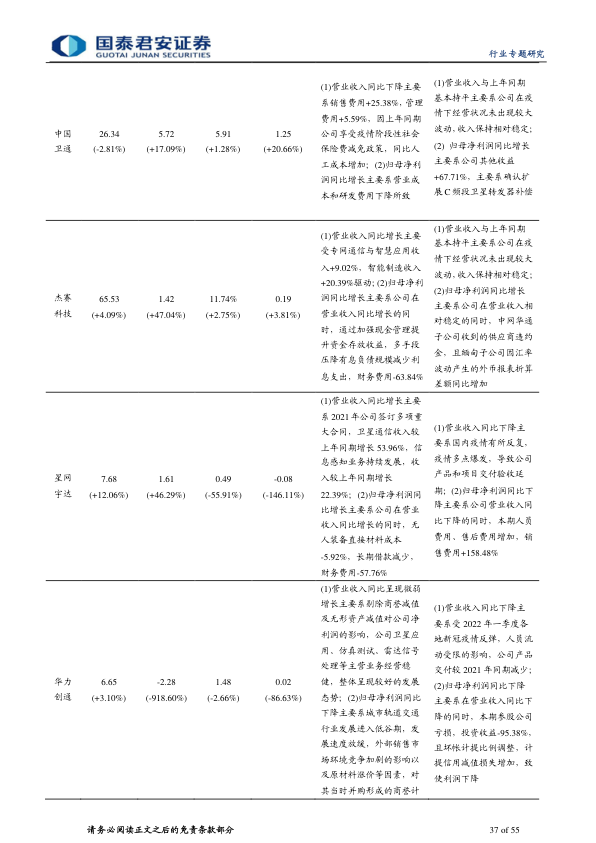 国泰君安证券
GUOTAI JUNAN SECURITIES
行业专题研究
中国
卫通
26.34
(-2.81%)
5.72
(+17.09%)
5.91
(+1.28%)
1.25
(+20.66%)
(1)营业收入同比下降主要
系销售费用+25.38%,管理
费用+5.59%，因上年同期
公司享受疫情阶段性社会
保险费减免政策，同比人
工成本增加；(2)归母净利
润同比增长主要系营业成
本和研发费用下降所致
(1)营业收入与上年同期
基本持平主要系公司在疫
情下经营状况未出现较大
波动,收入保持相对稳定；
(2) 归母净利润同比增长
主要系公司其他收益
+67.71%，主要系确认扩
展 C 频段卫星转发器补偿
杰赛
科技
65.53
(+4.09%)
1.42
(+47.04%)
11.74%
(+2.75%)
0.19
(+3.81%)
(1)营业收入同比增长主要
受专网通信与智慧应用收
入+9.02%，智能制造收入
+20.39%驱动; (2)归母净利
润同比增长主要系公司在
营业收入同比增长的同
时，通过加强现金管理提
升资金存放收益，多手段
压降有息负债规模减少利
息支出，财务费用-63.84%
(1)营业收入与上年同期
基本持平主要系公司在疫
情下经营状况未出现较大
波动,收入保持相对稳定；
(2)归母净利润同比增长
主要系公司在营业收入相
对稳定的同时，中网华通
子公司收到的供应商违约
金，且缅甸子公司因汇率
波动产生的外币报表折算
差额同比增加
星网
宇达
7.68
(+12.06%)
1.61
(+46.29%)
0.49
(-55.91%)
-0.08
(-146.11%)
(1)营业收入同比增长主要
系 2021 年公司签订多项重
大合同，卫星通信收入较
上年同期增长 53.96%，信
息感知业务持续发展，收
入较上年同期增长
22.39%；(2)归母净利润同
比增长主要系公司在营业
收入同比增长的同时，无
人装备直接材料成本
-5.92%，长期借款减少，
财务费用-57.76%
(1)营业收入同比下降主
要系国内疫情有所反复，
疫情多点爆发，导致公司
产品和项目交付验收延
期；(2)归母净利润同比下
降主要系公司营业收入同
比下降的同时，本期人员
费用、售后费用增加，销
售费用+158.48%
华力
创通
6.65
(+3.10%)
-2.28
(-918.60%)
1.48
(-2.66%)
0.02
(-86.63%)
(1)营业收入同比呈现微弱
增长主要系剔除商誉减值
及无形资产减值对公司净
利润的影响，公司卫星应
用、仿真测试、雷达信号
处理等主营业务经营稳
健，整体呈现较好的发展
态势；(2)归母净利润同比
下降主要系城市轨道交通
行业发展进入低谷期，发
展速度放缓，外部销售市
场环境竞争加剧的影响以
及原材料涨价等因素，对
其当时并购形成的商誉计
(1)营业收入同比下降主
要系受 2022 年一季度各
地新冠疫情反弹，人员流
动受限的影响，公司产品
交付较 2021 年同期减少；
(2)归母净利润同比下降
主要系在营业收入同比下
降的同时，本期参股公司
亏损，投资收益-95.38%，
且坏帐计提比例调整，计
提信用减值损失增加，致
使利润下降
请务必阅读正文之后的免责条款部分
37 of 55